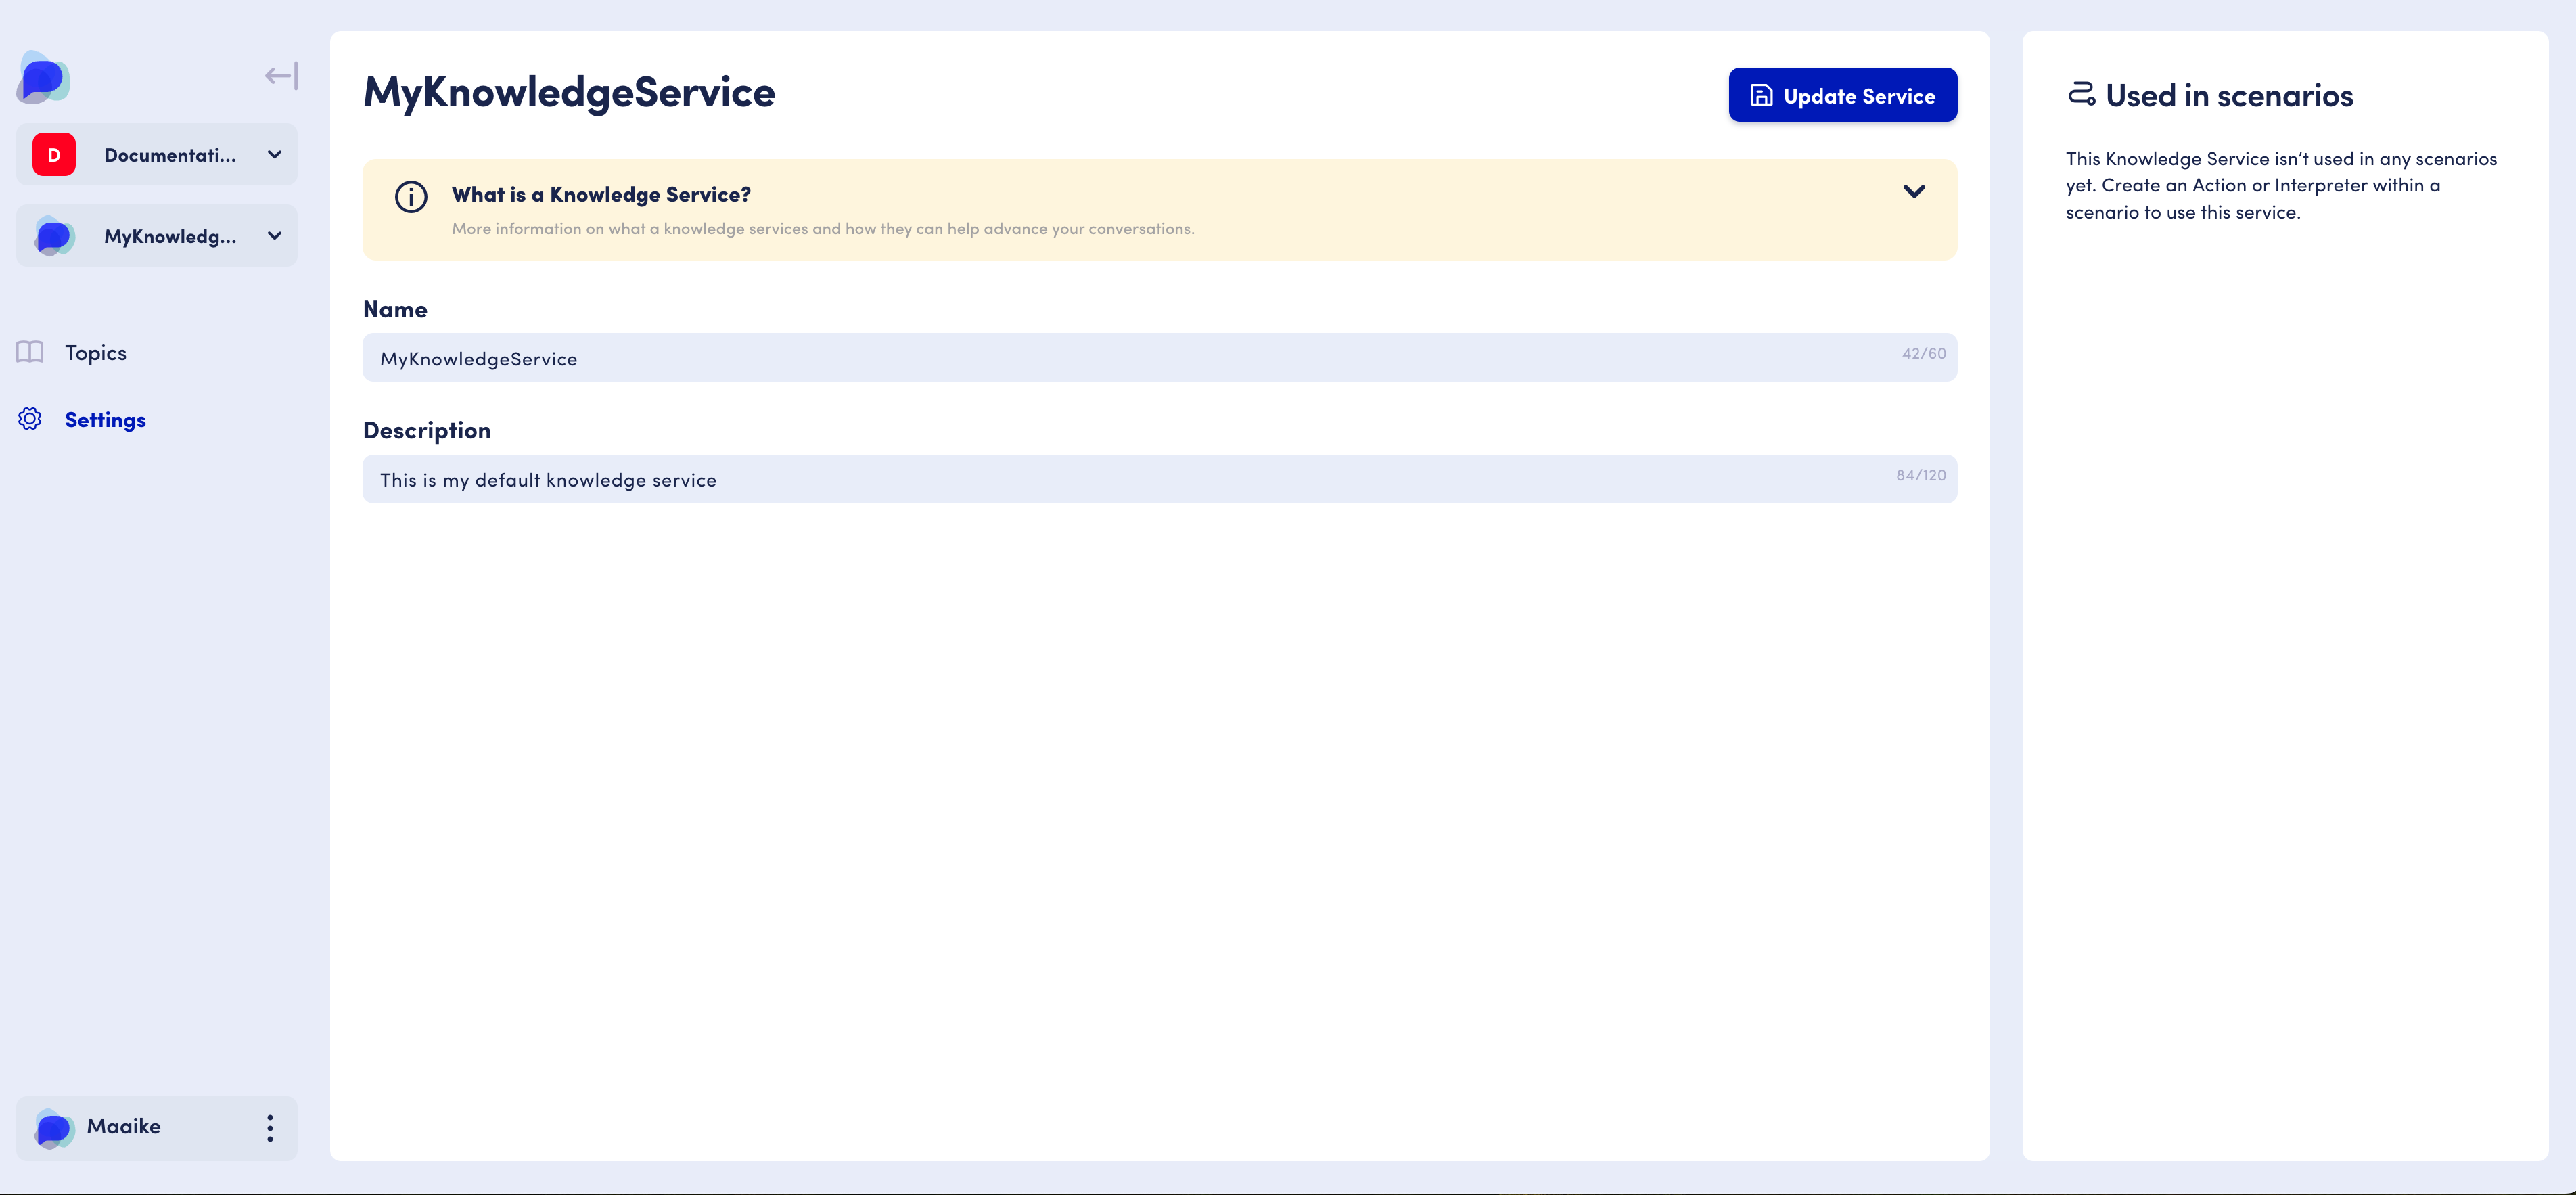 D
Documentati...
MyKnowledg...
Topics
Settings
Maaike
MyKnowledgeService
Update Service
What is a Knowledge Service?
More information on what a knowledge services and how they can help advance your conversations.
Name
MyKnowledgeService
42/60
Description
This is my default knowledge service
84/120
Used in scenarios
This Knowledge Service isn't used in any scenarios
yet. Create an Action or Interpreter within a
scenario to use this service.